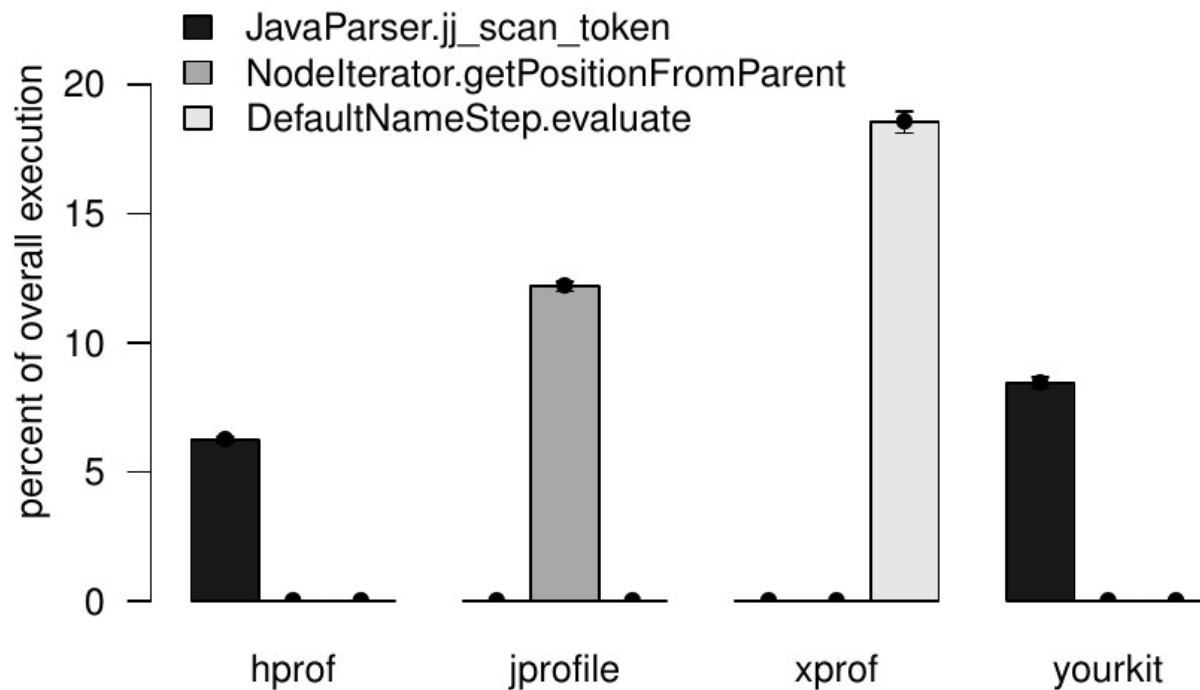 JavaParser.jj_scan_token
NodeIterator.getPositionFromParent
DefaultNameStep.evaluate
percent of overall execution
20
15
10
5
0
hprof
jprofile
xprof
yourkit